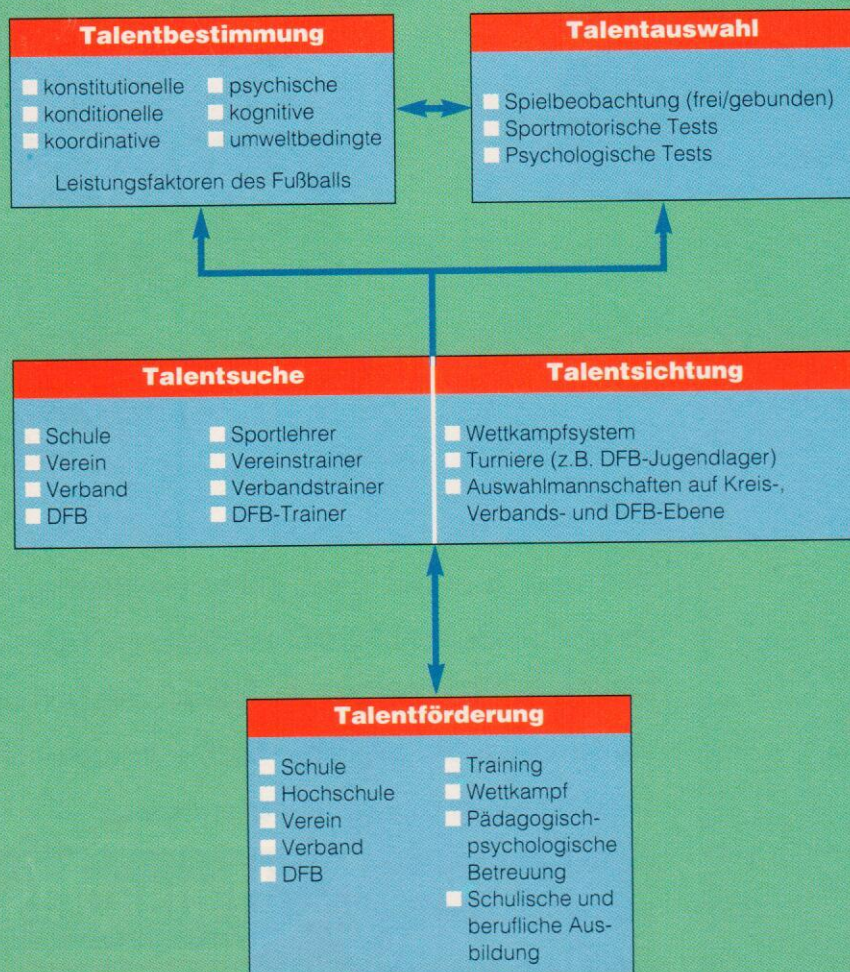 Talentbestimmung
konstitutionelle
konditionelle
koordinative
psychische
kognitive
umweltbedingte
Leistungsfaktoren des Fußballs
Talentauswahl
Spielbeobachtung (frei/gebunden)
Sportmotorische Tests
Psychologische Tests
Talentsuche
Schule
Verein
Verband
DFB
Sportlehrer
Vereinstrainer
Verbandstrainer
DFB-Trainer
Talentsichtung
Wettkampfsystem
Turniere (z.B. DFB-Jugendlager)
Auswahlmannschaften auf Kreis-,
Verbands- und DFB-Ebene
Talentförderung
Schule
Hochschule
Verein
Verband
DFB
Training
Wettkampf
Pädagogisch-
psychologische
Betreuung
Schulische und
berufliche Aus-
bildung